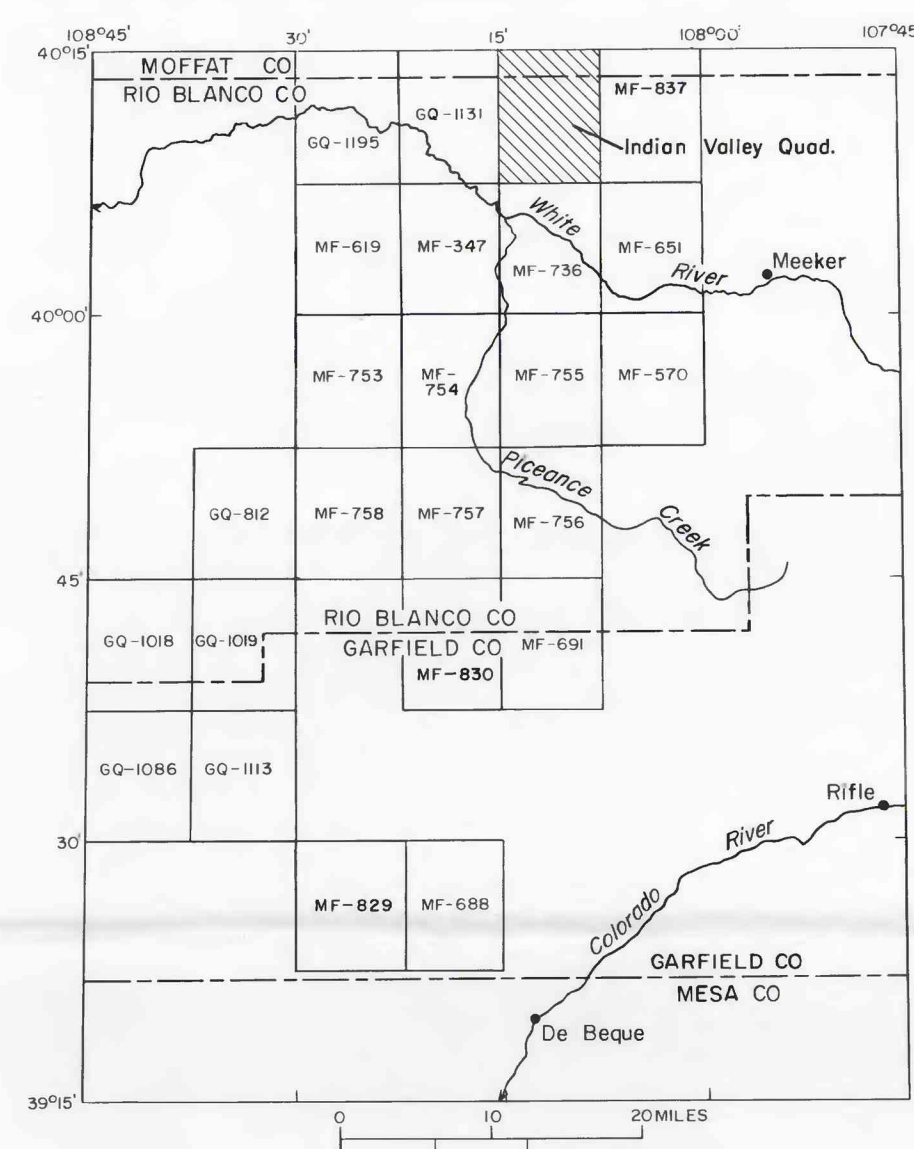 108°45' 30' 15' 108°00' 107°45'
40°15'
MOFFAT CO
RIO BLANCO CO
MF-837
GQ-1131
GQ-1195
Indian Valley Quad.
White
River
MF-619 MF-347 MF-736 MF-651
Meeker
40°00'
MF-753 MF-754 MF-755 MF-570
Piceance
Creek
GQ-812 MF-758 MF-757 MF-756
45'
RIO BLANCO CO
GARFIELD CO
GQ-1018 GQ-1019 MF-691
MF-830
GQ-1086 GQ-1113
Rifle
30'
River
Colorado
MF-829 MF-688
GARFIELD CO
MESA CO
De Beque
39°15'
0 10 20 MILES